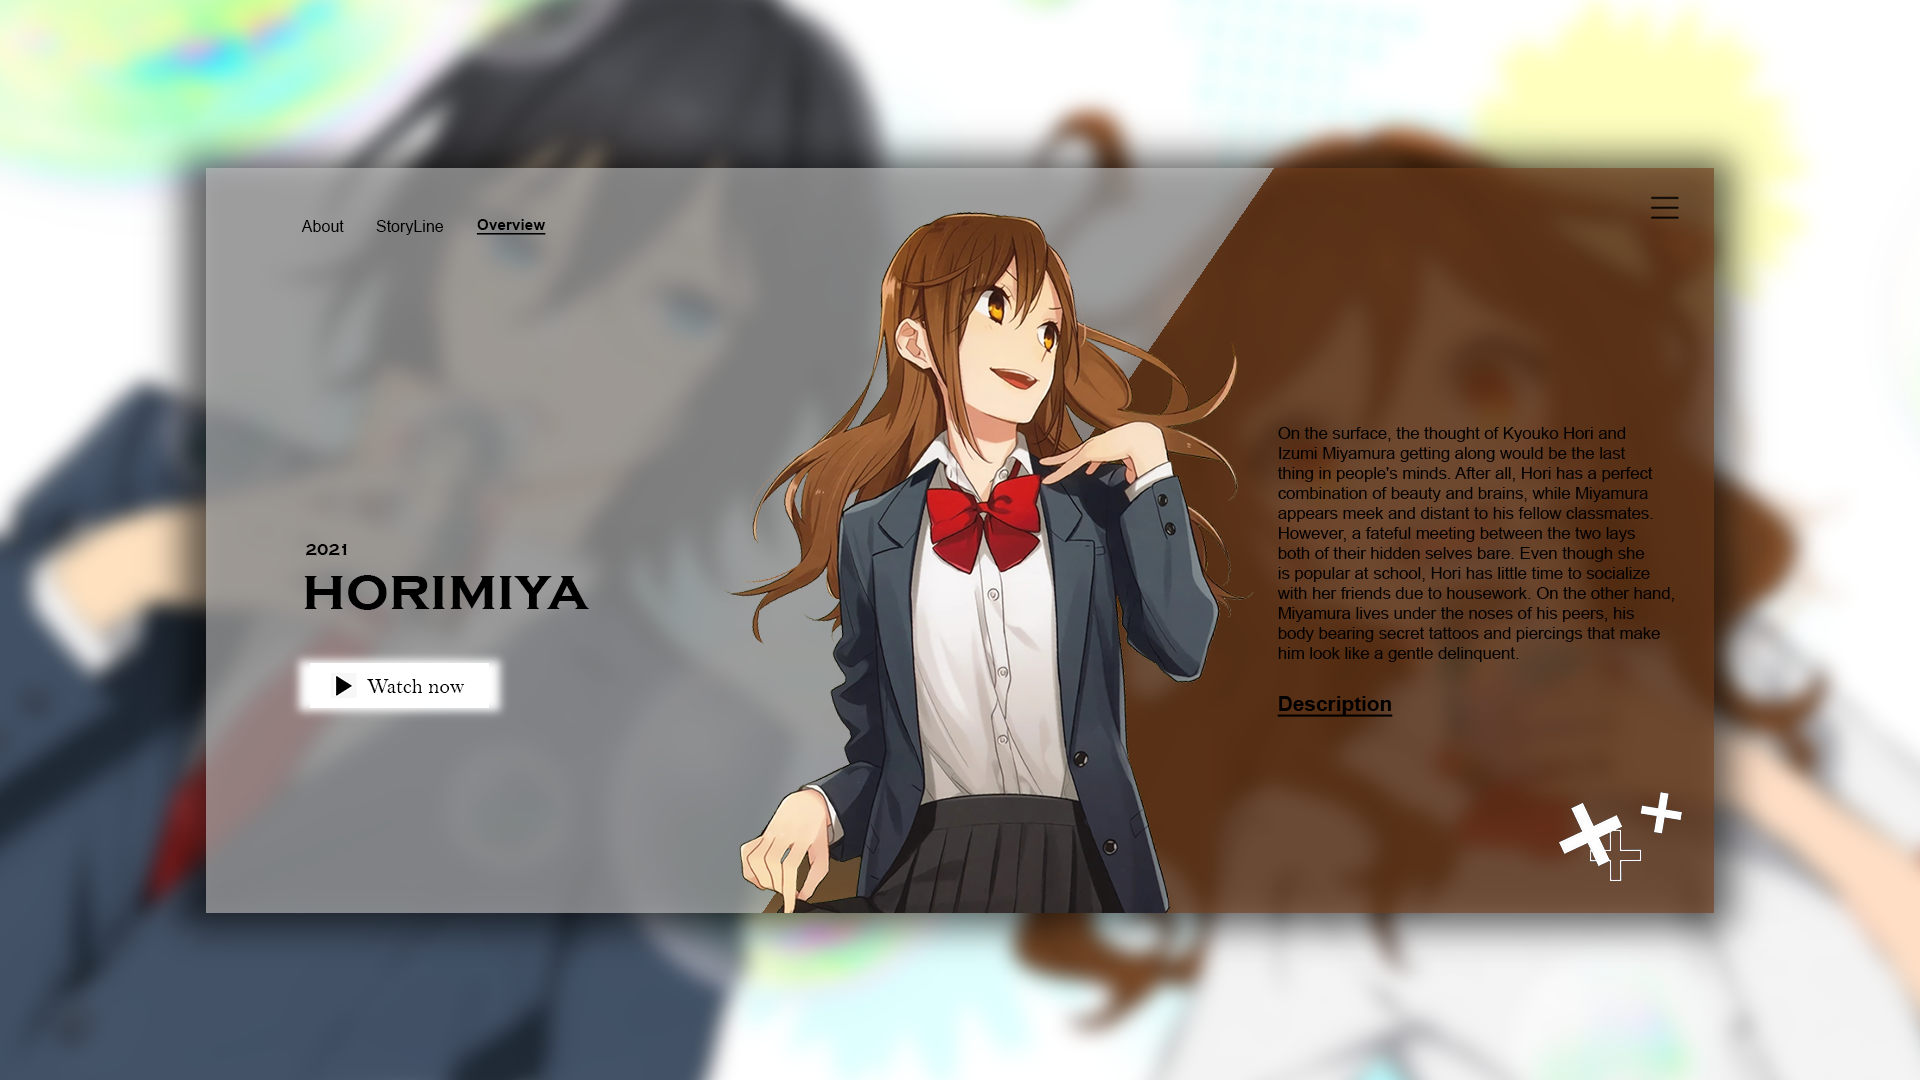 About StoryLine Overview
2021
HORIMIYA
Watch now
On the surface, the thought of Kyouko Hori and
Izumi Miyamura getting along would be the last
thing in people's minds. After all, Hori has a perfect
combination of beauty and brains, while Miyamura
appears meek and distant to his fellow classmates.
However, a fateful meeting between the two lays
both of their hidden selves bare. Even though she
is popular at school, Hori has little time to socialize
with her friends due to housework. On the other hand,
Miyamura lives under the noses of his peers, his
body bearing secret tattoos and piercings that make
him look like a gentle delinquent.
Description